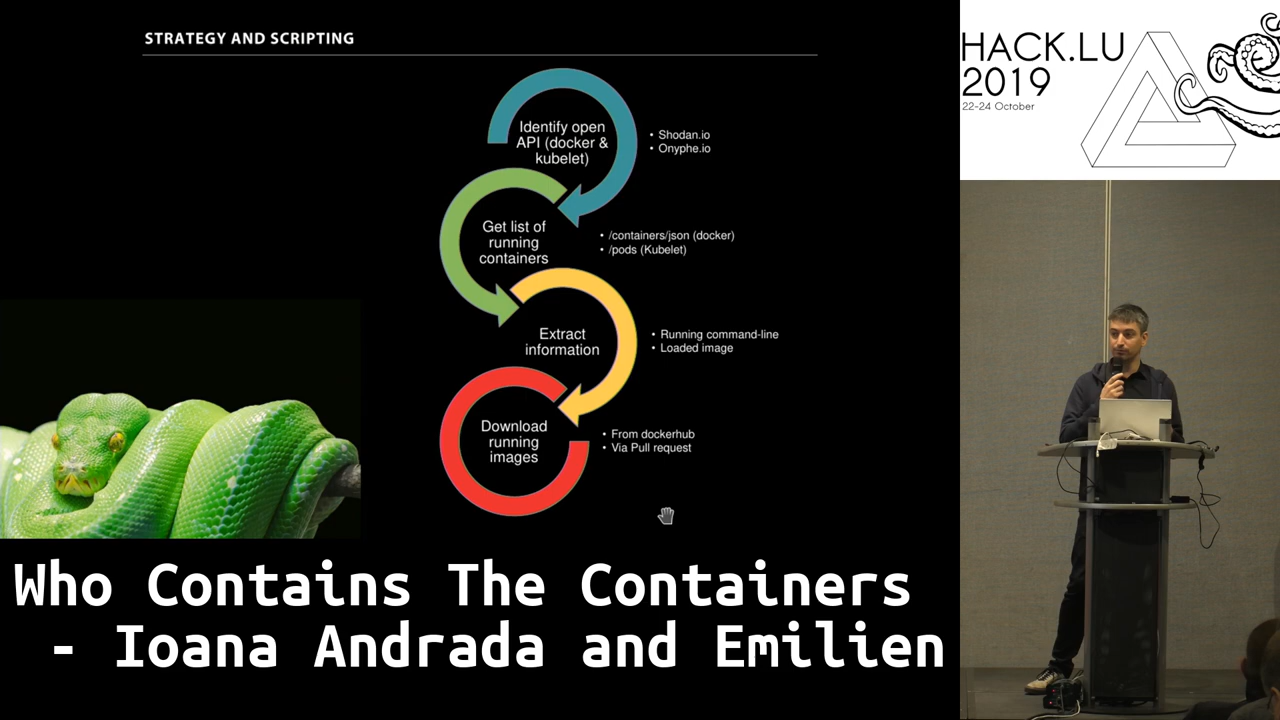 STRATEGY AND SCRIPTING
Identify open
API (docker &
kubelet)
• Shodan.io
• Onyphe.io
Get list of
running
containers
• /containers/json (docker)
• /pods (Kubelet)
Extract
information
• Running command-line
• Loaded image
Download
running
images
• From dockerhub
• Via Pull request
Who Contains The Containers
- Ioana Andrada and Emilien
HACK.LU
2019
22-24 October